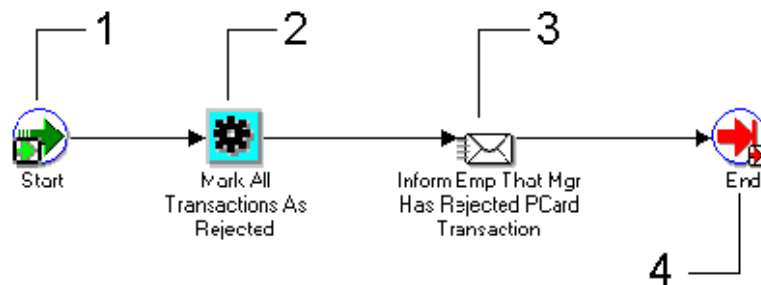 1
2
3
Start
Mark All
Transactions As
Rejected
Inform Emp That Mgr
Has Rejected PCard
Transaction
End
4